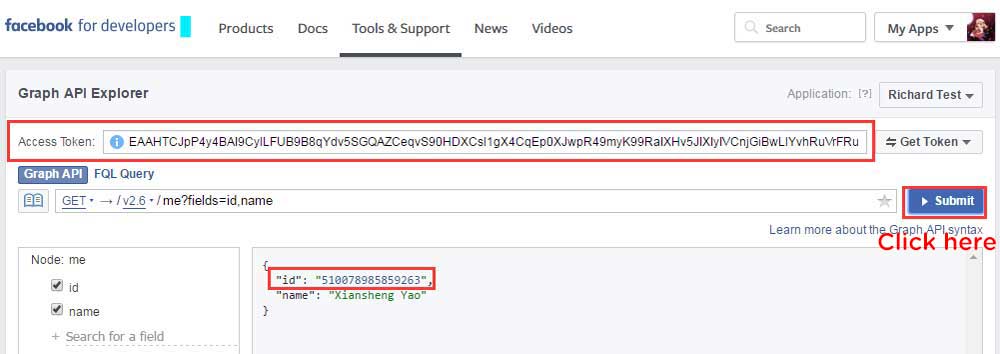 facebook for developers Products Docs Tools & Support News Videos Search My Apps
Graph API Explorer Application: [?] Richard Test
Access Token: EAAHTCJpP4y4BAI9CyILFUB9B8qYdv5SGQAZCeqvS90HDXCsI1gX4CqEp0XJwpR49myK99RaIXHv5JIXIyIVCnjGiBwLIYvhRuVrFRu Get Token
Graph API FQL Query
GET → / v2.6 / me?fields=id,name Submit
Learn more about the Graph API syntax
Click here
Node: me
id
name
+ Search for a field
{
"id": "510078985859263",
"name": "Xiansheng Yao"
}